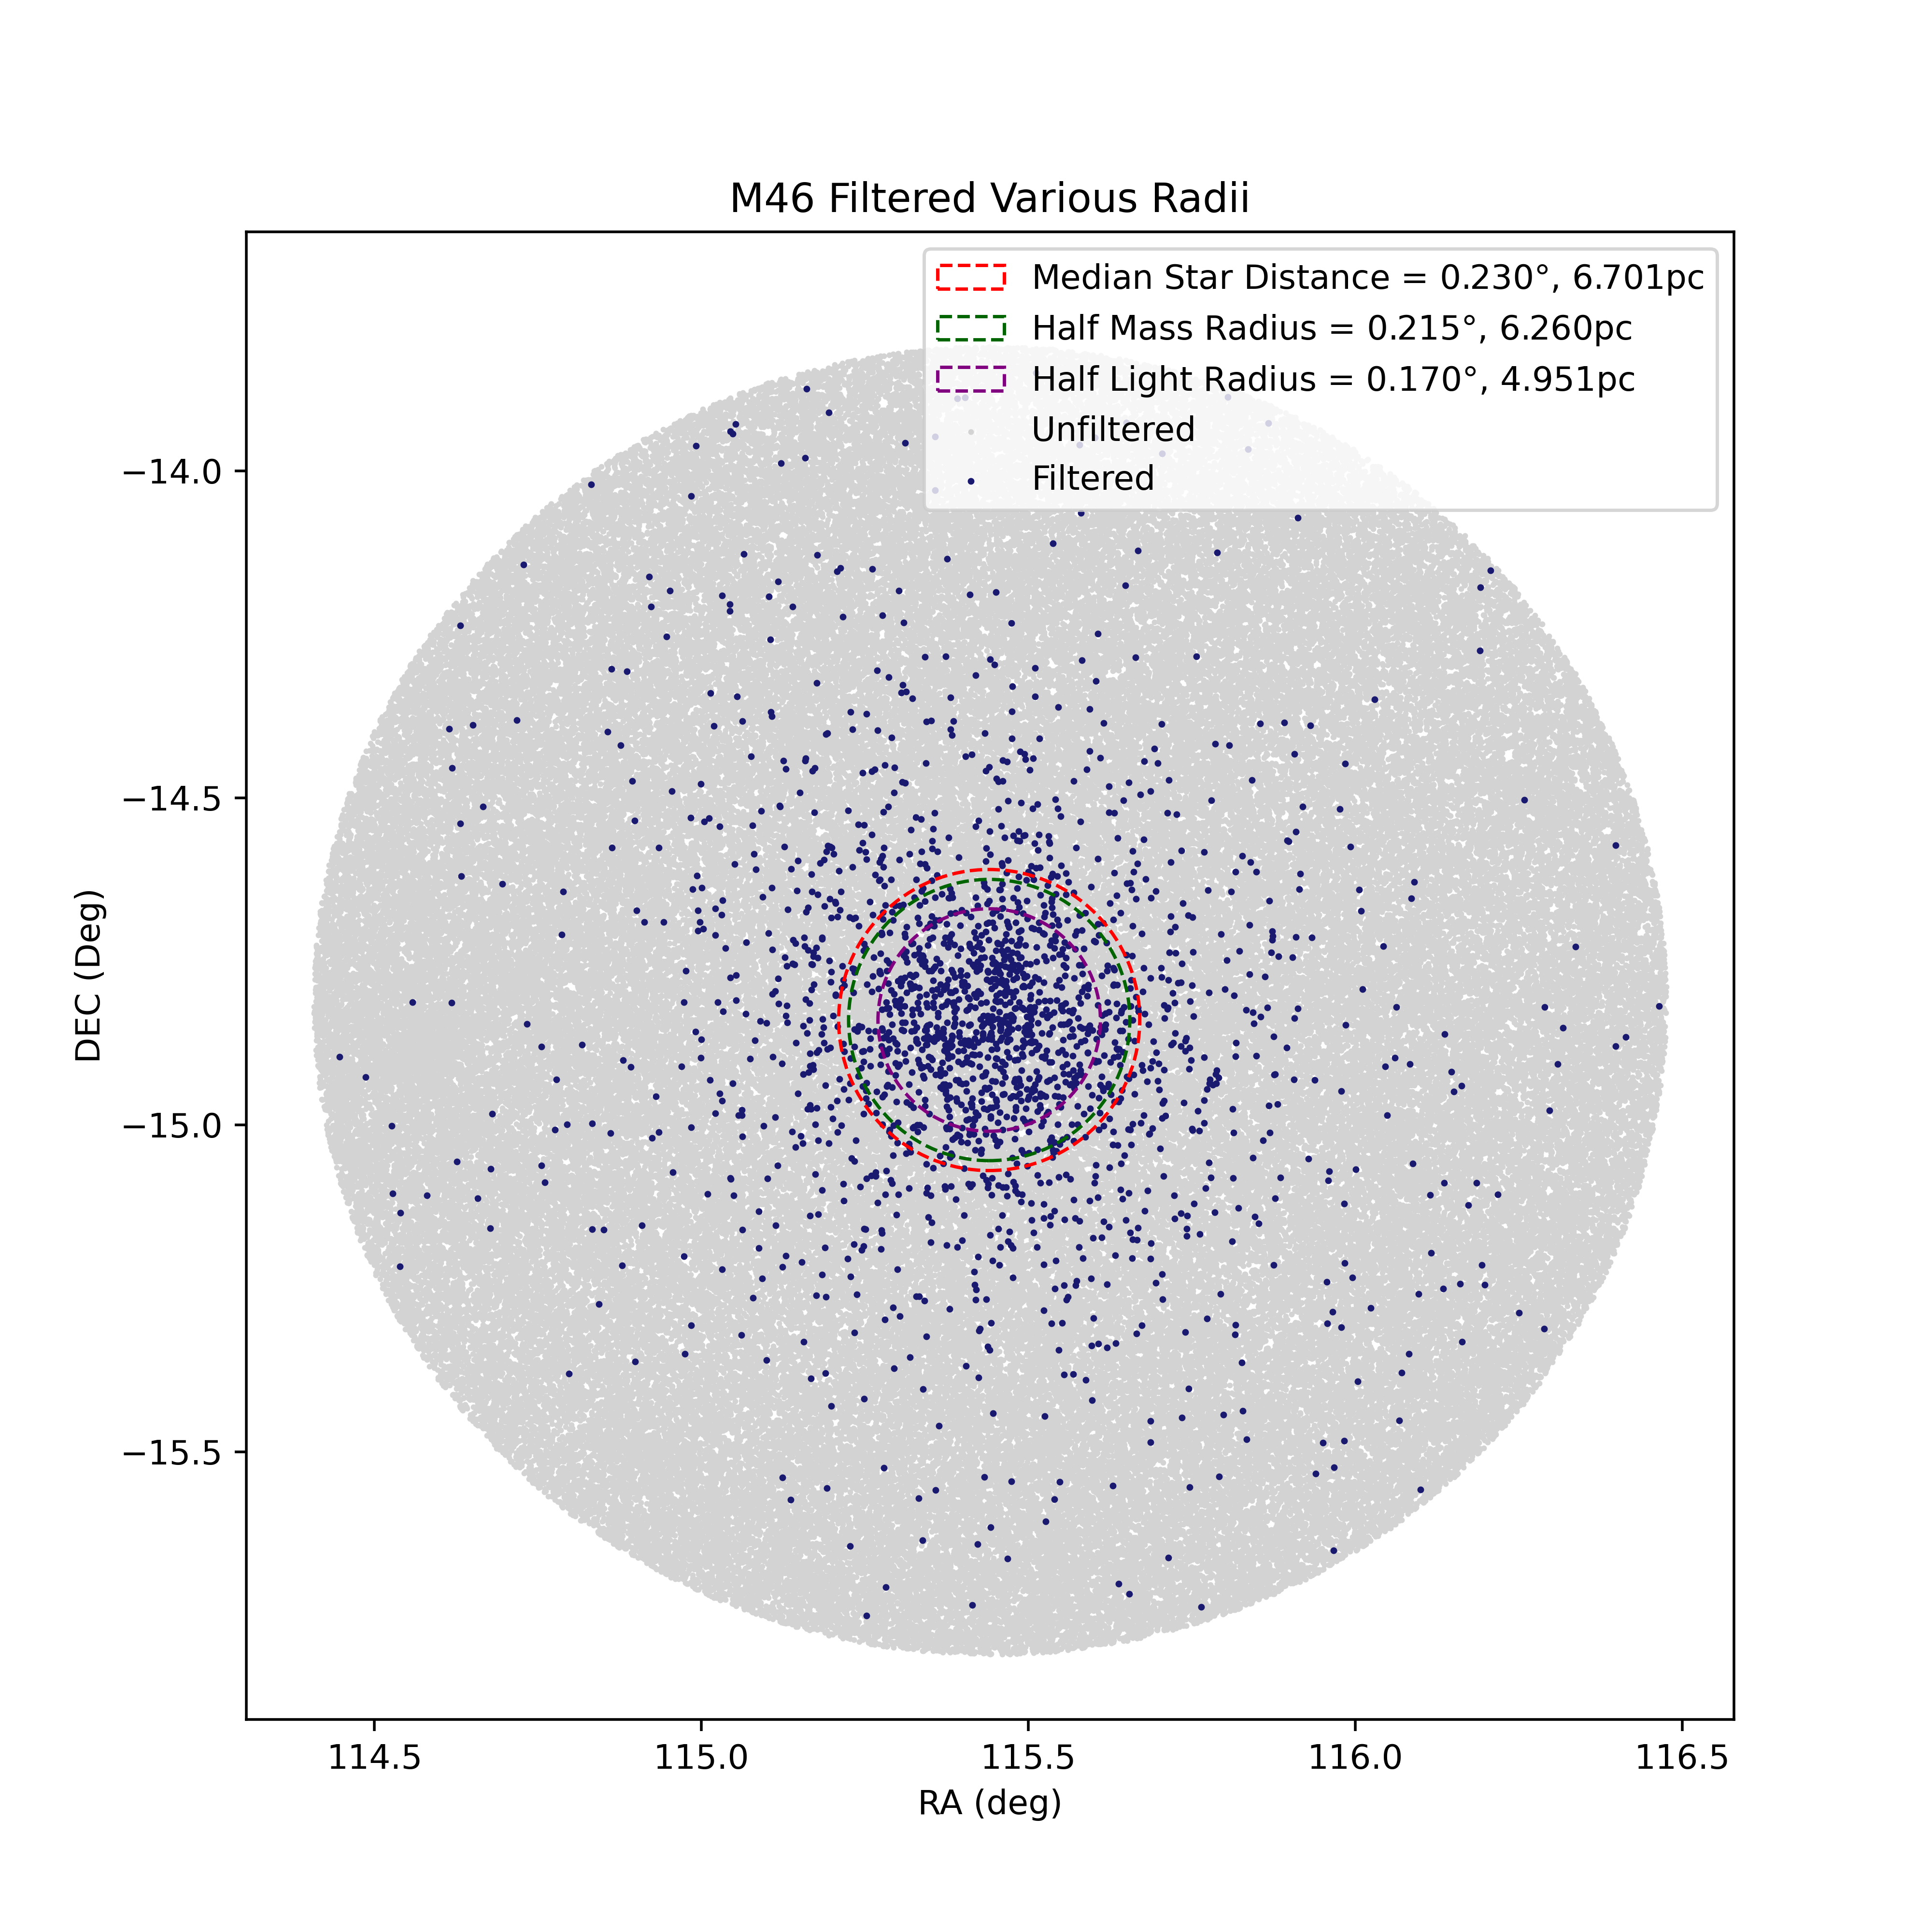 M46 Filtered Various Radii
Median Star Distance = 0.230°, 6.701pc
Half Mass Radius = 0.215°, 6.260pc
Half Light Radius = 0.170°, 4.951pc
Unfiltered
Filtered
−14.0
−14.5
−15.0
−15.5
DEC (Deg)
114.5 115.0 115.5 116.0 116.5
RA (deg)